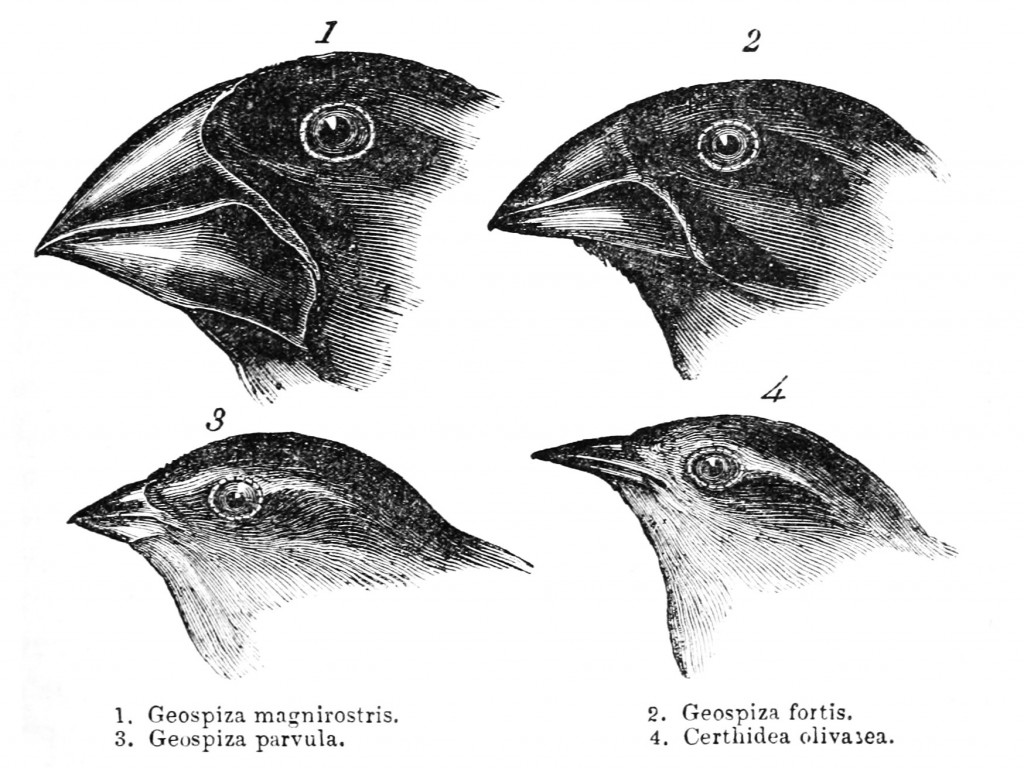 1
2
3
4
1. Geospiza magnirostris.
2. Geospiza fortis.
3. Geospiza parvula.
4. Certhidea olivasea.